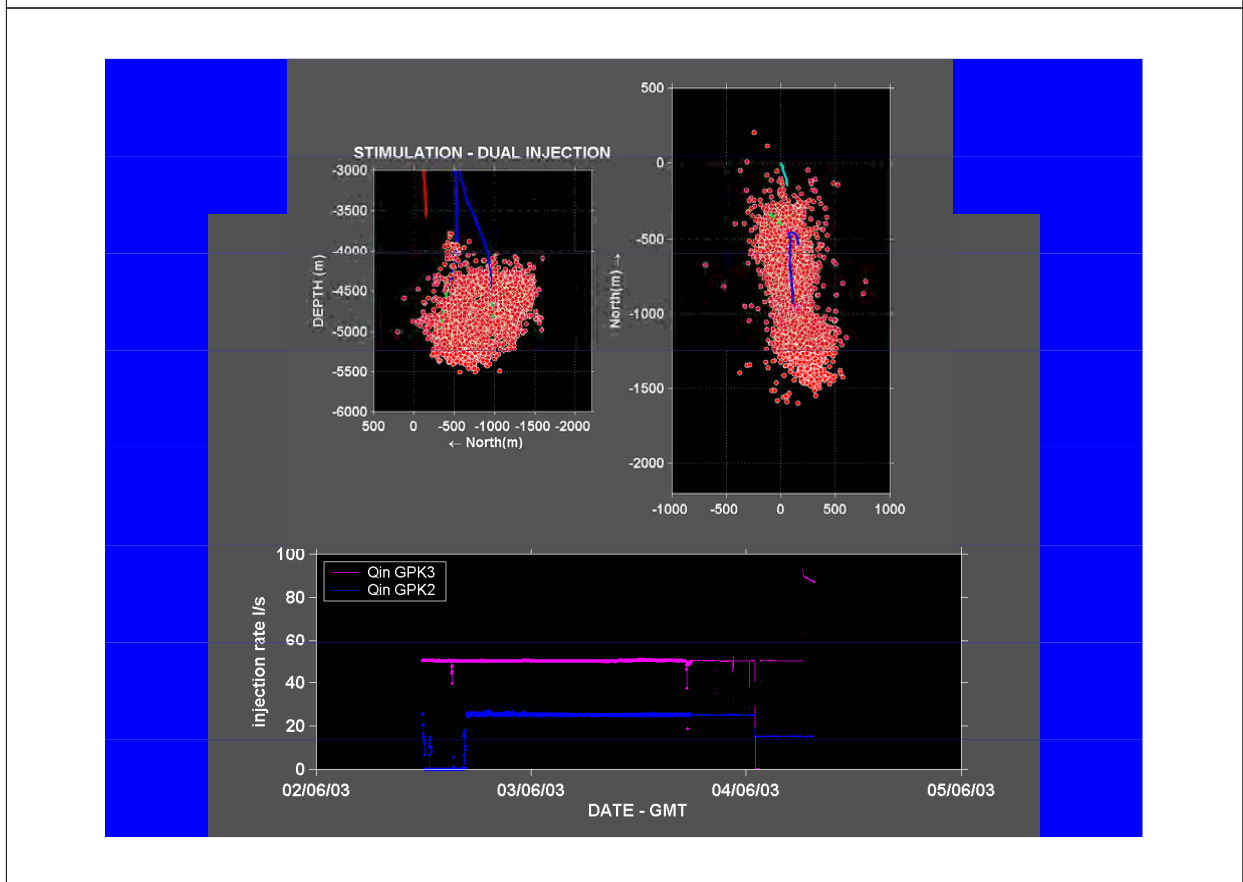 STIMULATION - DUAL INJECTION
-3000
-3500
-4000
-4500
-5000
-5500
-6000
DEPTH (m)
500 0 -500 -1000 -1500 -2000
← North(m)
500
0
-500
-1000
-1500
-2000
North(m) →
-1000 -500 0 500 1000
100
80
60
40
20
0
injection rate l/s
Qin GPK3
Qin GPK2
02/06/03 03/06/03 04/06/03 05/06/03
DATE - GMT